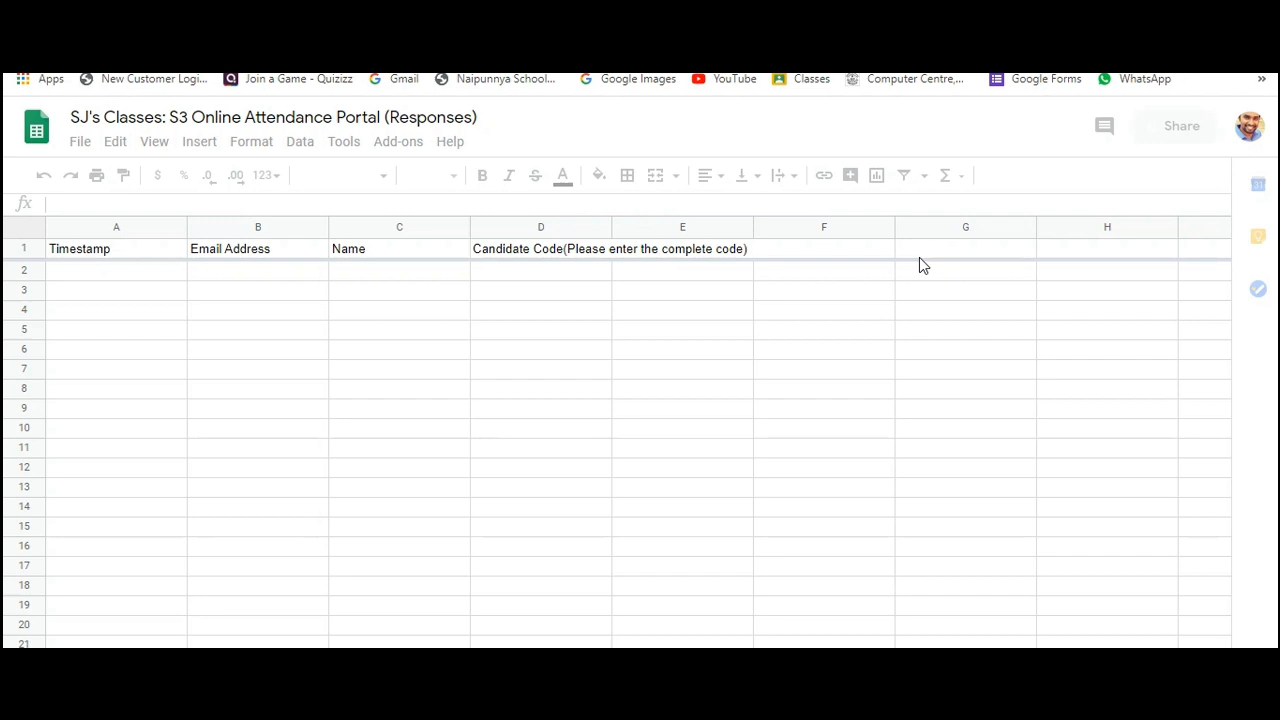 Apps New Customer Logi... Join a Game - Quizizz Gmail Naipunnya School... Google Images YouTube Classes Computer Centre,... Google Forms WhatsApp »
SJ's Classes: S3 Online Attendance Portal (Responses)
Share
File Edit View Insert Format Data Tools Add-ons Help
$ % .0 .00 123 B I S A Σ
fx
A B C D E F G H
1 Timestamp Email Address Name Candidate Code(Please enter the complete code)
2
3
4
5
6
7
8
9
10
11
12
13
14
15
16
17
18
19
20
21